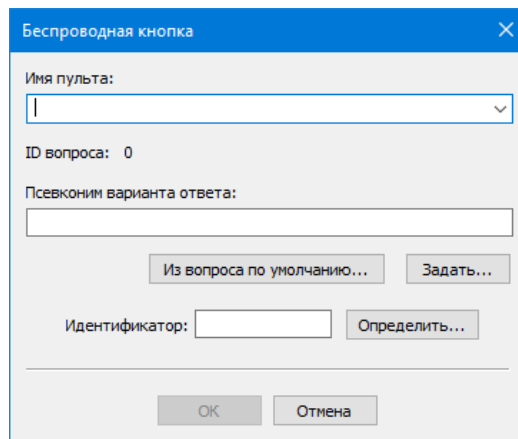 Беспроводная кнопка
Имя пульта:
ID вопроса: 0
Псевконим варианта ответа:
Из вопроса по умолчанию... Задать...
Идентификатор: Определить...
OK Отмена